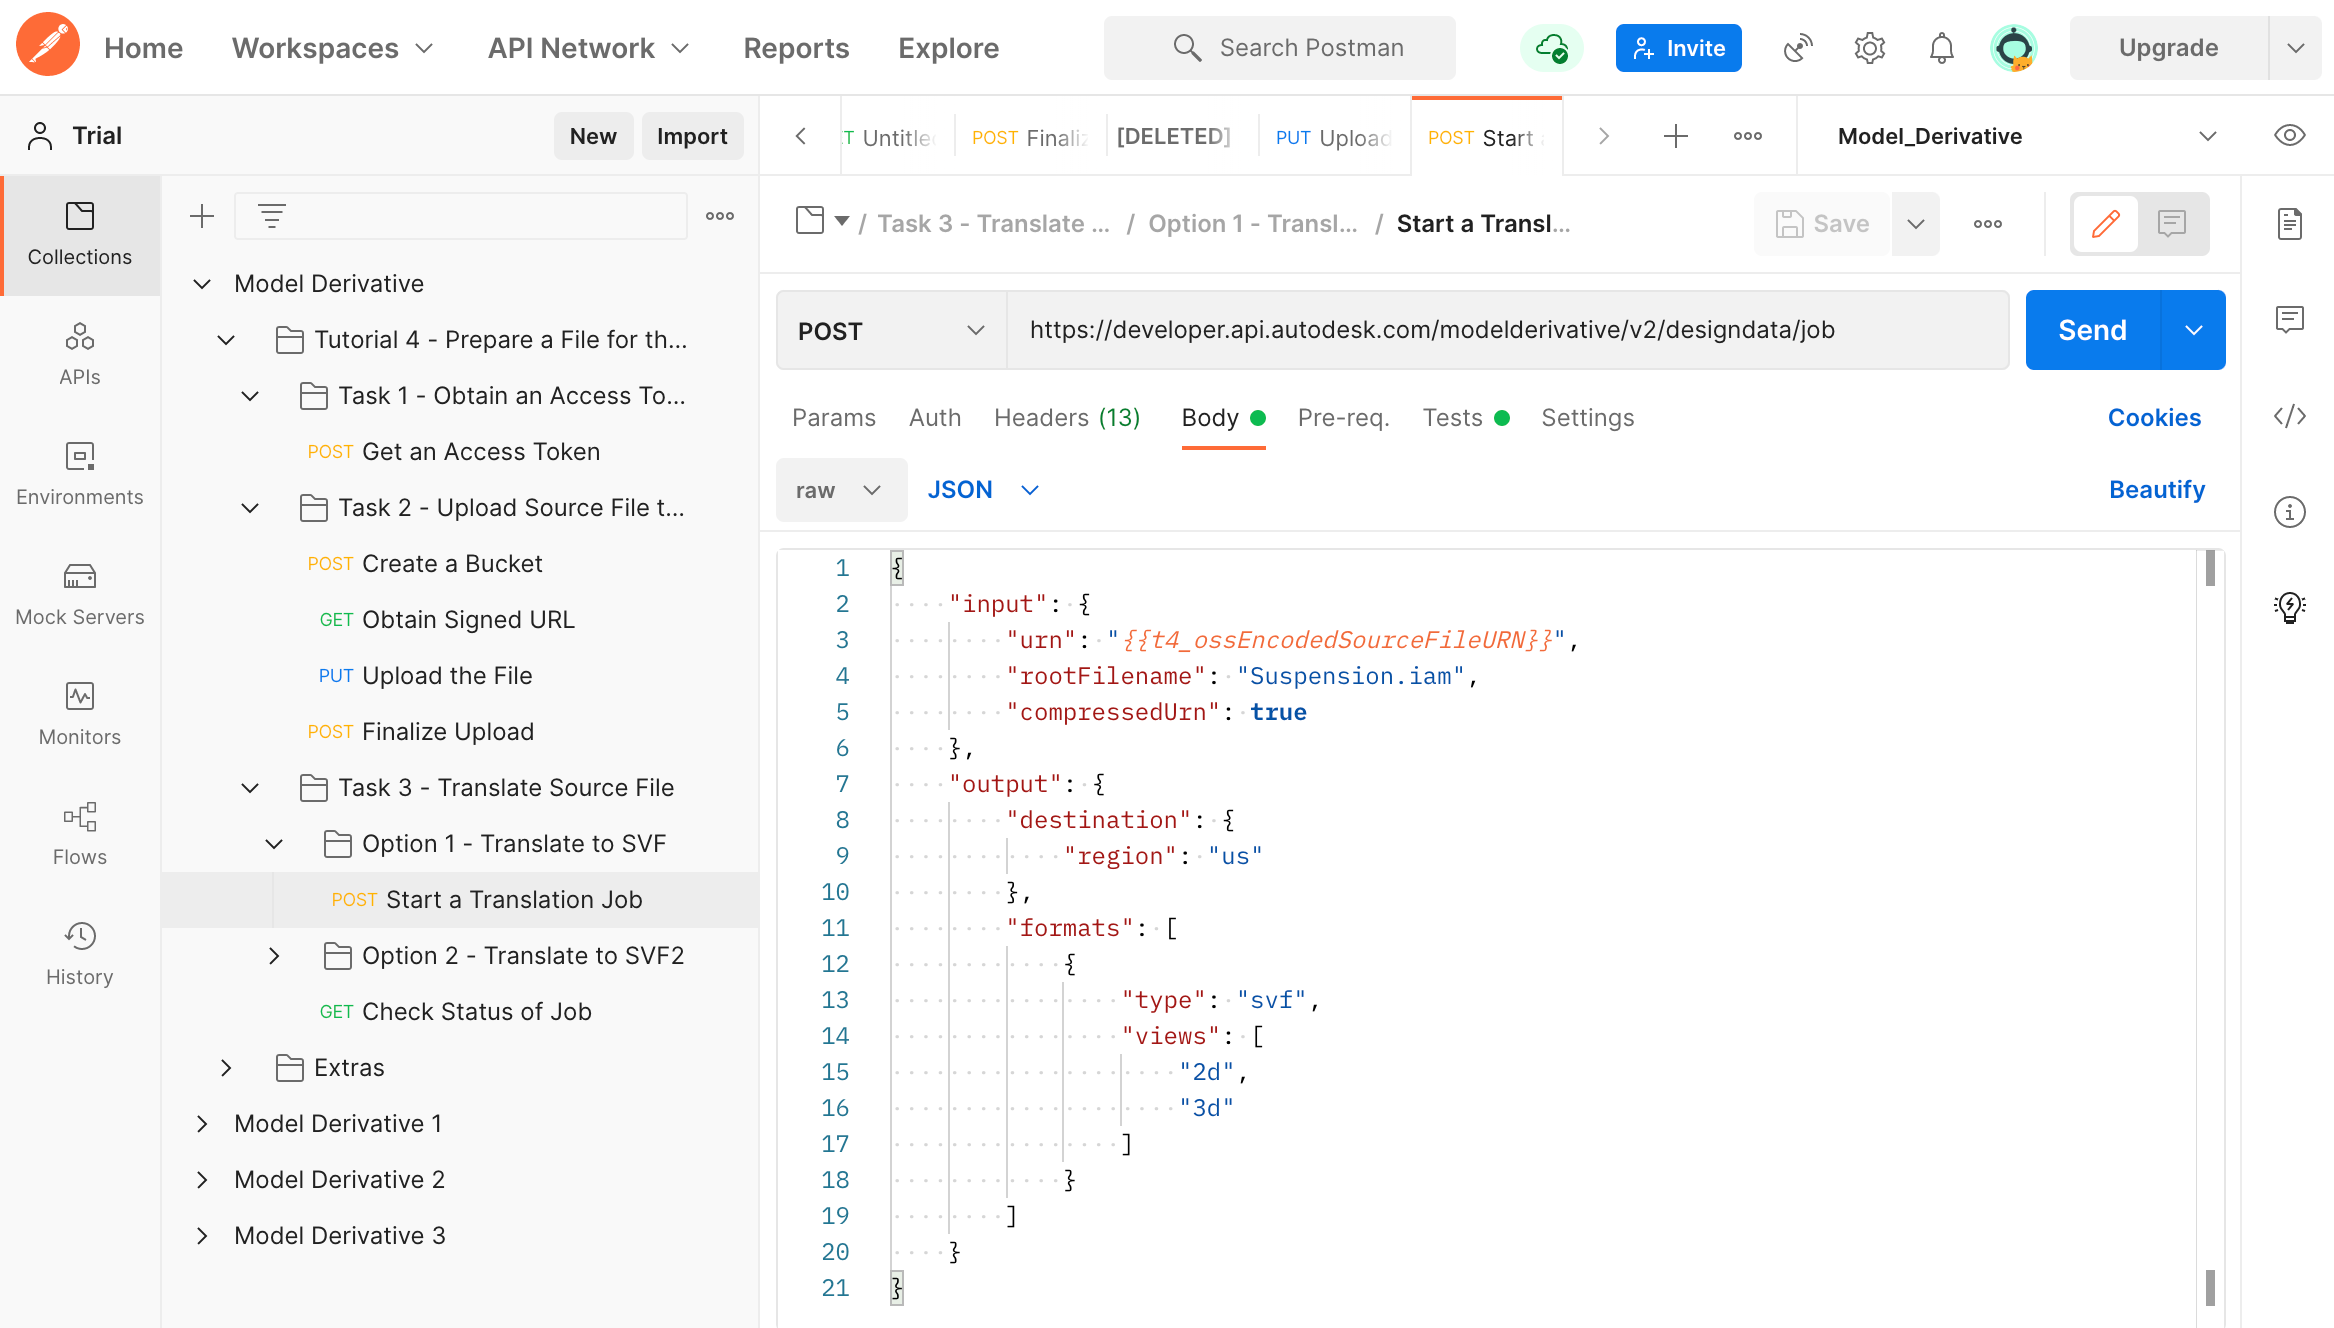 Home Workspaces API Network Reports Explore Search Postman Invite Upgrade
Trial New Import
T Untitled POST Finaliz [DELETED] PUT Upload POST Start a Model_Derivative
Collections
APIs
Environments
Mock Servers
Monitors
Flows
History
Model Derivative
Tutorial 4 - Prepare a File for th...
Task 1 - Obtain an Access To...
POST Get an Access Token
Task 2 - Upload Source File t...
POST Create a Bucket
GET Obtain Signed URL
PUT Upload the File
POST Finalize Upload
Task 3 - Translate Source File
Option 1 - Translate to SVF
POST Start a Translation Job
Option 2 - Translate to SVF2
GET Check Status of Job
Extras
Model Derivative 1
Model Derivative 2
Model Derivative 3
/ Task 3 - Translate ... / Option 1 - Transl... / Start a Transl... Save
POST https://developer.api.autodesk.com/modelderivative/v2/designdata/job Send
Params Auth Headers (13) Body Pre-req. Tests Settings Cookies
raw JSON Beautify
1 {
2 "input": {
3 "urn": "{{t4_ossEncodedSourceFileURN}}",
4 "rootFilename": "Suspension.iam",
5 "compressedUrn": true
6 },
7 "output": {
8 "destination": {
9 "region": "us"
10 },
11 "formats": [
12 {
13 "type": "svf",
14 "views": [
15 "2d",
16 "3d"
17 ]
18 }
19 ]
20 }
21 }